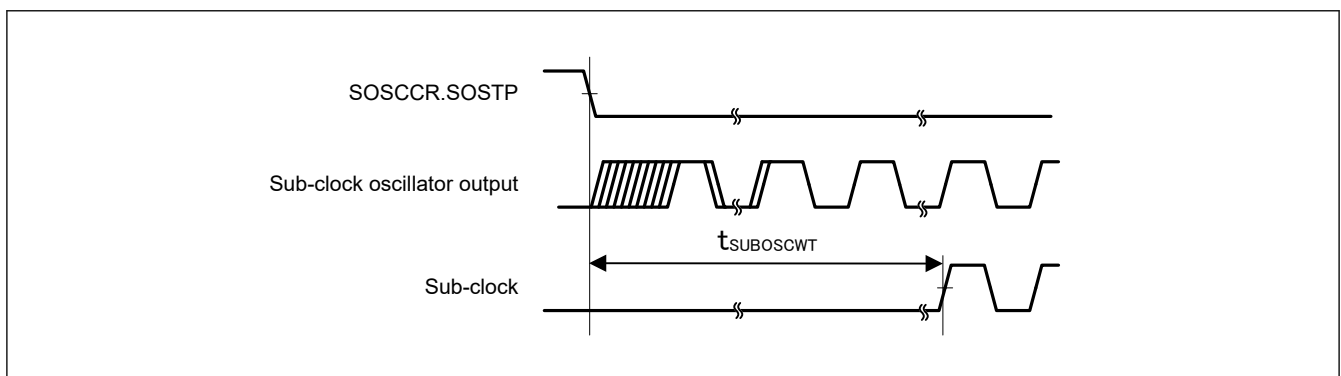 SOSCCR.SOSTP
Sub-clock oscillator output
tSUBOSCWT
Sub-clock